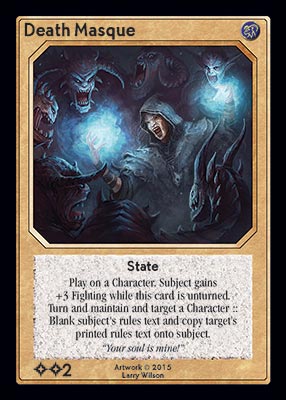 Death Masque
State
Play on a Character. Subject gains
+3 Fighting while this card is unturned.
Turn and maintain and target a Character ::
Blank subject's rules text and copy target's
printed rules text onto subject.
"Your soul is mine!"
2
Artwork © 2015
Larry Wilson